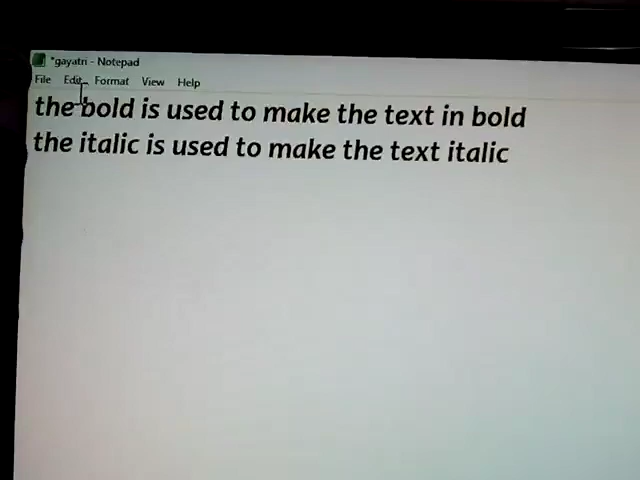 *gayatri - Notepad
File Edit Format View Help
the bold is used to make the text in bold
the italic is used to make the text italic